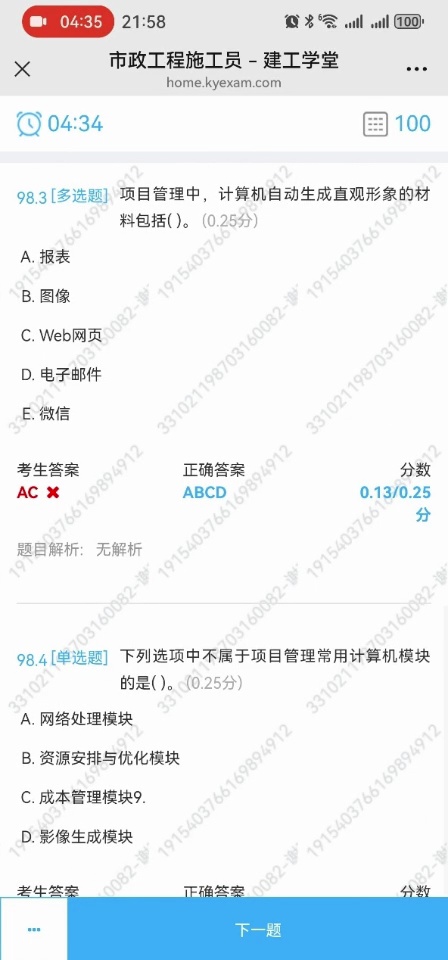 04:35 21:58 100
市政工程施工员 – 建工学堂
home.kyexam.com
04:34 100
98.3 [多选题] 项目管理中，计算机自动生成直观形象的材
料包括( )。 (0.25分)
A. 报表
B. 图像
C. Web网页
D. 电子邮件
E. 微信
考生答案 正确答案 分数
AC ABCD 0.13/0.25
分
题目解析: 无解析
98.4 [单选题] 下列选项中不属于项目管理常用计算机模块
的是( )。 (0.25分)
A. 网络处理模块
B. 资源安排与优化模块
C. 成本管理模块9.
D. 影像生成模块
考生答案 正确答案 分数
... 下一题